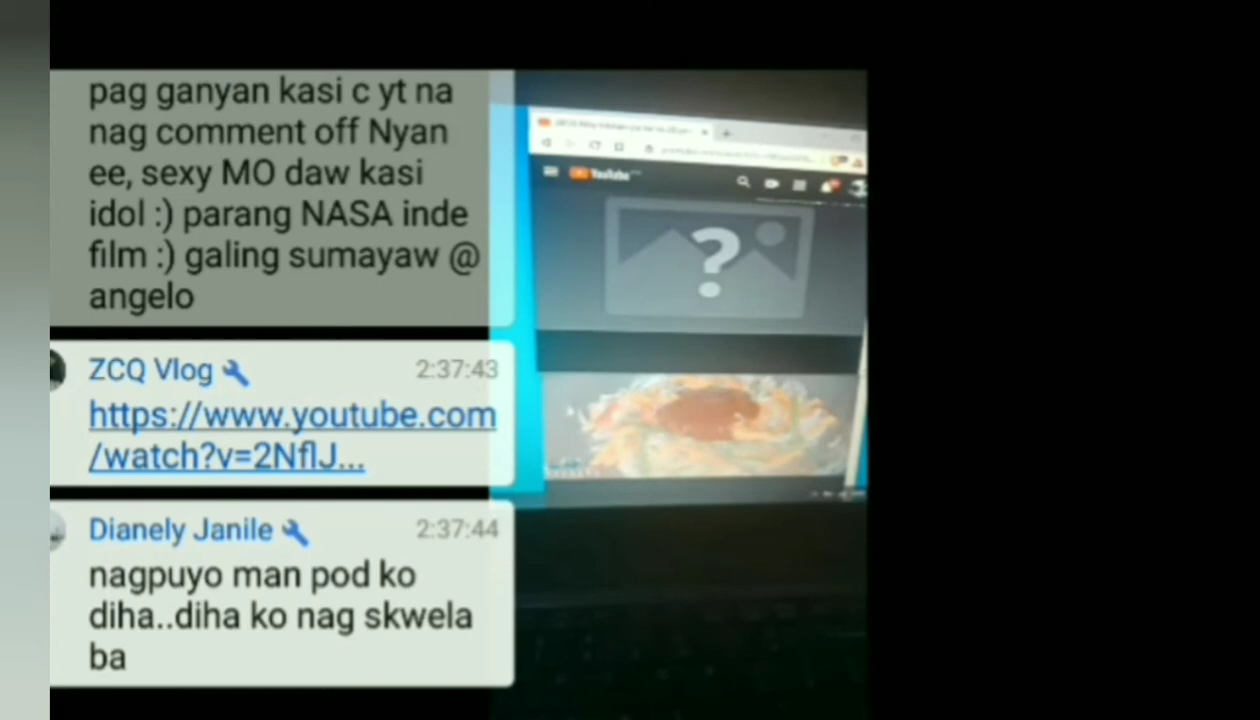 pag ganyan kasi c yt na
nag comment off Nyan
ee, sexy MO daw kasi
idol :) parang NASA inde
film :) galing sumayaw @
angelo
ZCQ Vlog 2:37:43
https://www.youtube.com
/watch?v=2NflJ...
Dianely Janile 2:37:44
nagpuyo man pod ko
diha..diha ko nag skwela
ba
YouTube
?